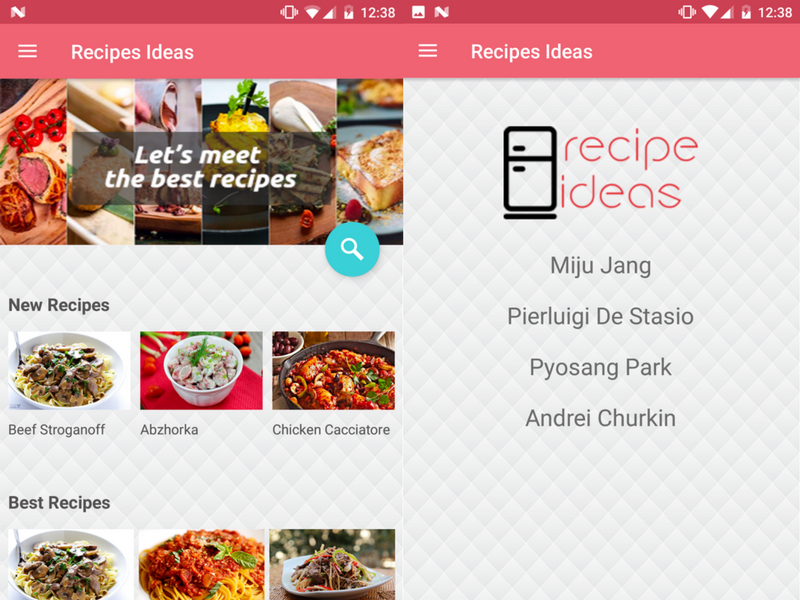 12:38
Recipes Ideas
Let's meet
the best recipes
New Recipes
Beef Stroganoff
Abzhorka
Chicken Cacciatore
Best Recipes
12:38
Recipes Ideas
recipe
ideas
Miju Jang
Pierluigi De Stasio
Pyosang Park
Andrei Churkin